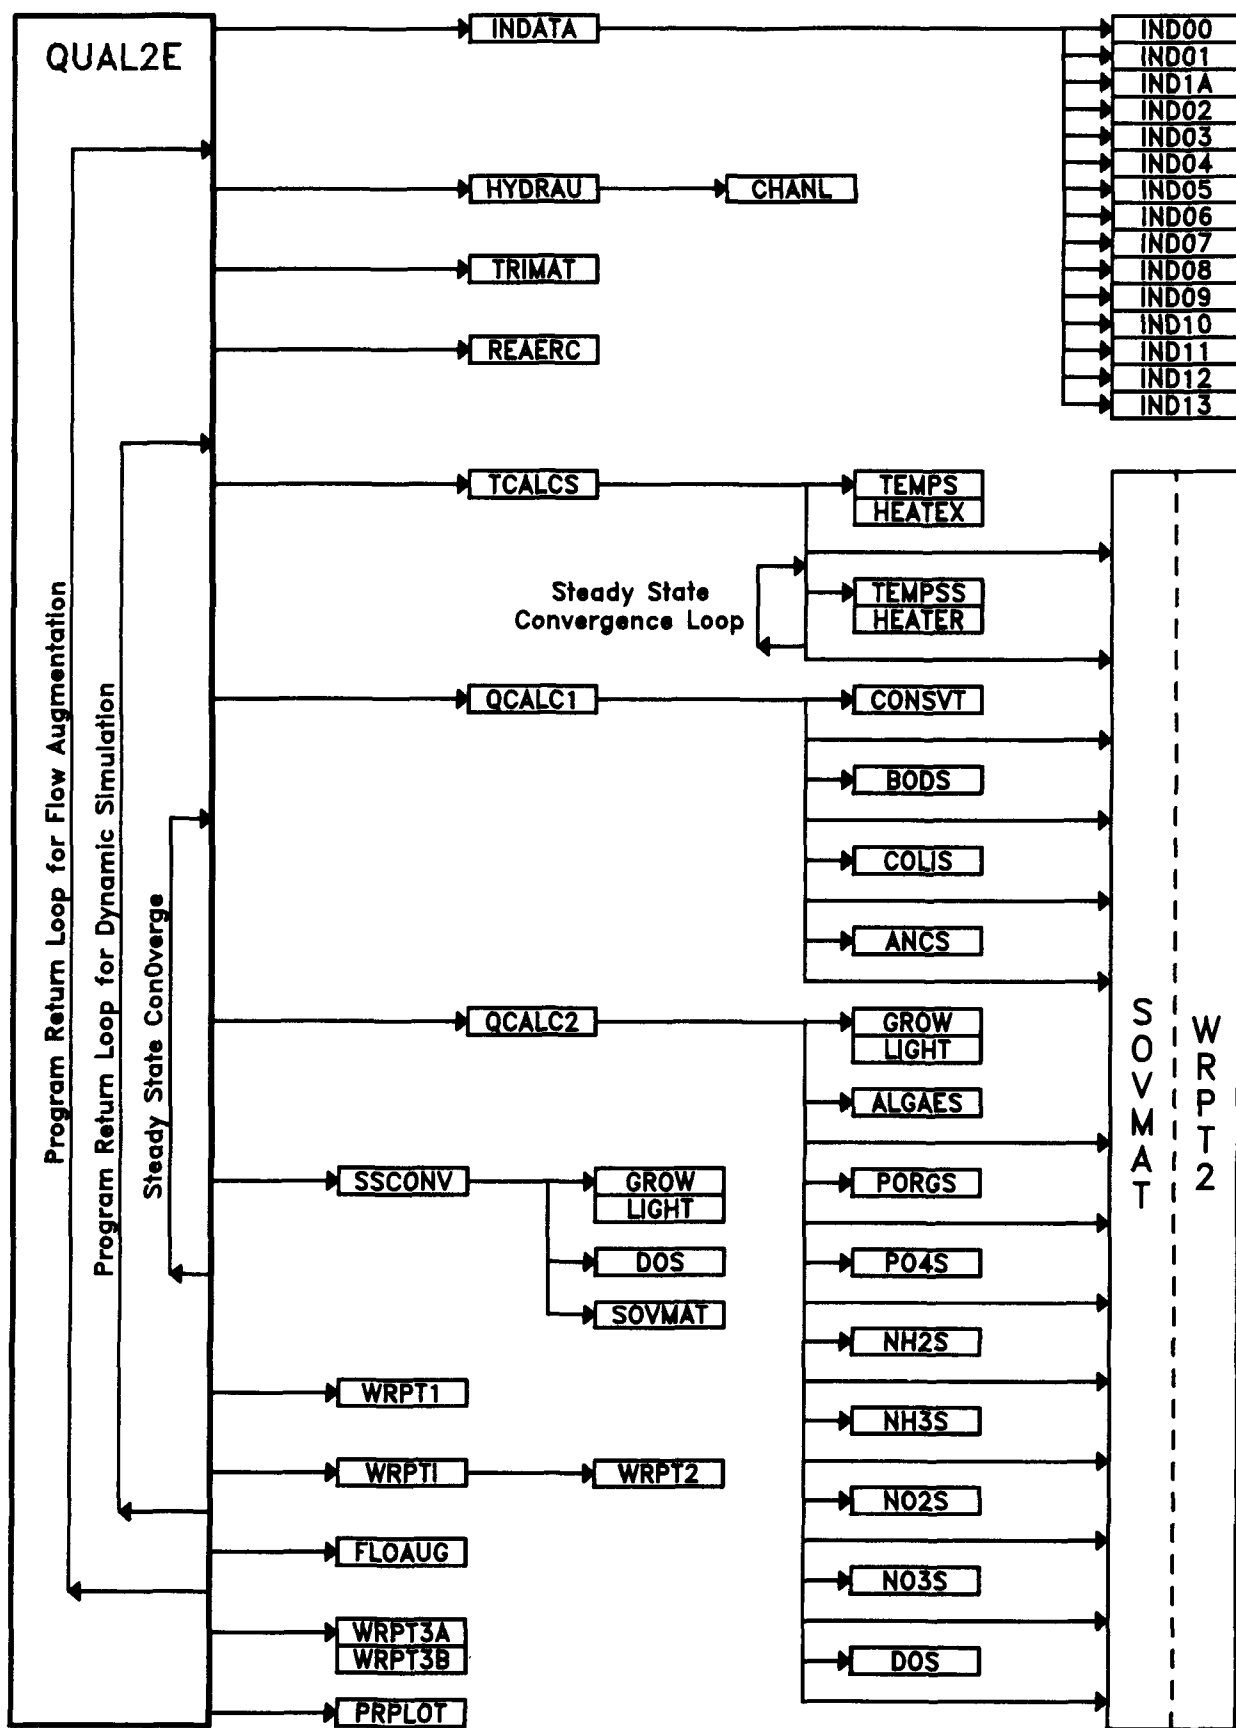 QUAL2E
INDATA
IND00
IND01
IND1A
IND02
IND03
IND04
IND05
IND06
IND07
IND08
IND09
IND10
IND11
IND12
IND13
HYDRAU
CHANL
TRIMAT
REAERC
TCALCS
TEMPS
HEATEX
Steady State
Convergence Loop
TEMPSS
HEATER
QCALC1
CONSVT
BODS
COLIS
ANCS
QCALC2
GROW
LIGHT
ALGAES
PORGS
PO4S
NH2S
NH3S
NO2S
NO3S
DOS
SSCONV
GROW
LIGHT
DOS
SOVMAT
WRPT1
WRPTI
WRPT2
FLOAUG
WRPT3A
WRPT3B
PRPLOT
Program Return Loop for Flow Augmentation
Program Return Loop for Dynamic Simulation
Steady State ConOverge
SOVMAT
WRPT2